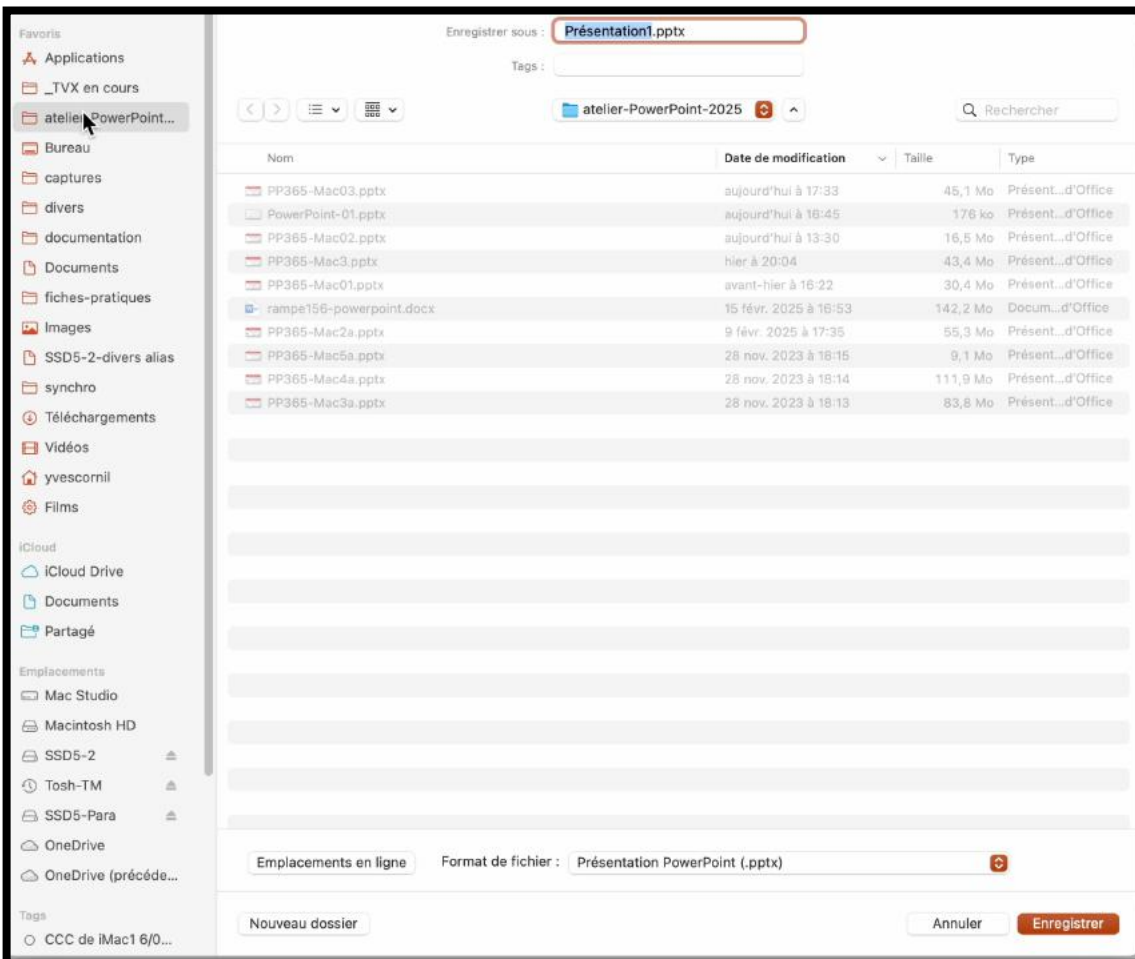 Favoris
Applications
_TVX en cours
atelier-PowerPoint...
Bureau
captures
divers
documentation
Documents
fiches-pratiques
Images
SSD5-2-divers alias
synchro
Téléchargements
Vidéos
yvescornil
Films
iCloud
iCloud Drive
Documents
Partagé
Emplacements
Mac Studio
Macintosh HD
SSD5-2
Tosh-TM
SSD5-Para
OneDrive
OneDrive (précéde...
Tags
CCC de iMac1 6/0...
Enregistrer sous : Présentation1.pptx
Tags :
atelier-PowerPoint-2025 Rechercher
Nom Date de modification Taille Type
PP365-Mac03.pptx aujourd'hui à 17:33 45,1 Mo Présent...d'Office
PowerPoint-01.pptx aujourd'hui à 16:45 176 ko Présent...d'Office
PP365-Mac02.pptx aujourd'hui à 13:30 16,5 Mo Présent...d'Office
PP365-Mac3.pptx hier à 20:04 43,4 Mo Présent...d'Office
PP365-Mac01.pptx avant-hier à 16:22 30,4 Mo Présent...d'Office
rampe156-powerpoint.docx 15 févr. 2025 à 16:53 142,2 Mo Docum...d'Office
PP365-Mac2a.pptx 9 févr. 2025 à 17:35 55,3 Mo Présent...d'Office
PP365-Mac5a.pptx 28 nov. 2023 à 18:15 9,1 Mo Présent...d'Office
PP365-Mac4a.pptx 28 nov. 2023 à 18:14 111,9 Mo Présent...d'Office
PP365-Mac3a.pptx 28 nov. 2023 à 18:13 83,8 Mo Présent...d'Office
Emplacements en ligne Format de fichier : Présentation PowerPoint (.pptx)
Nouveau dossier Annuler Enregistrer